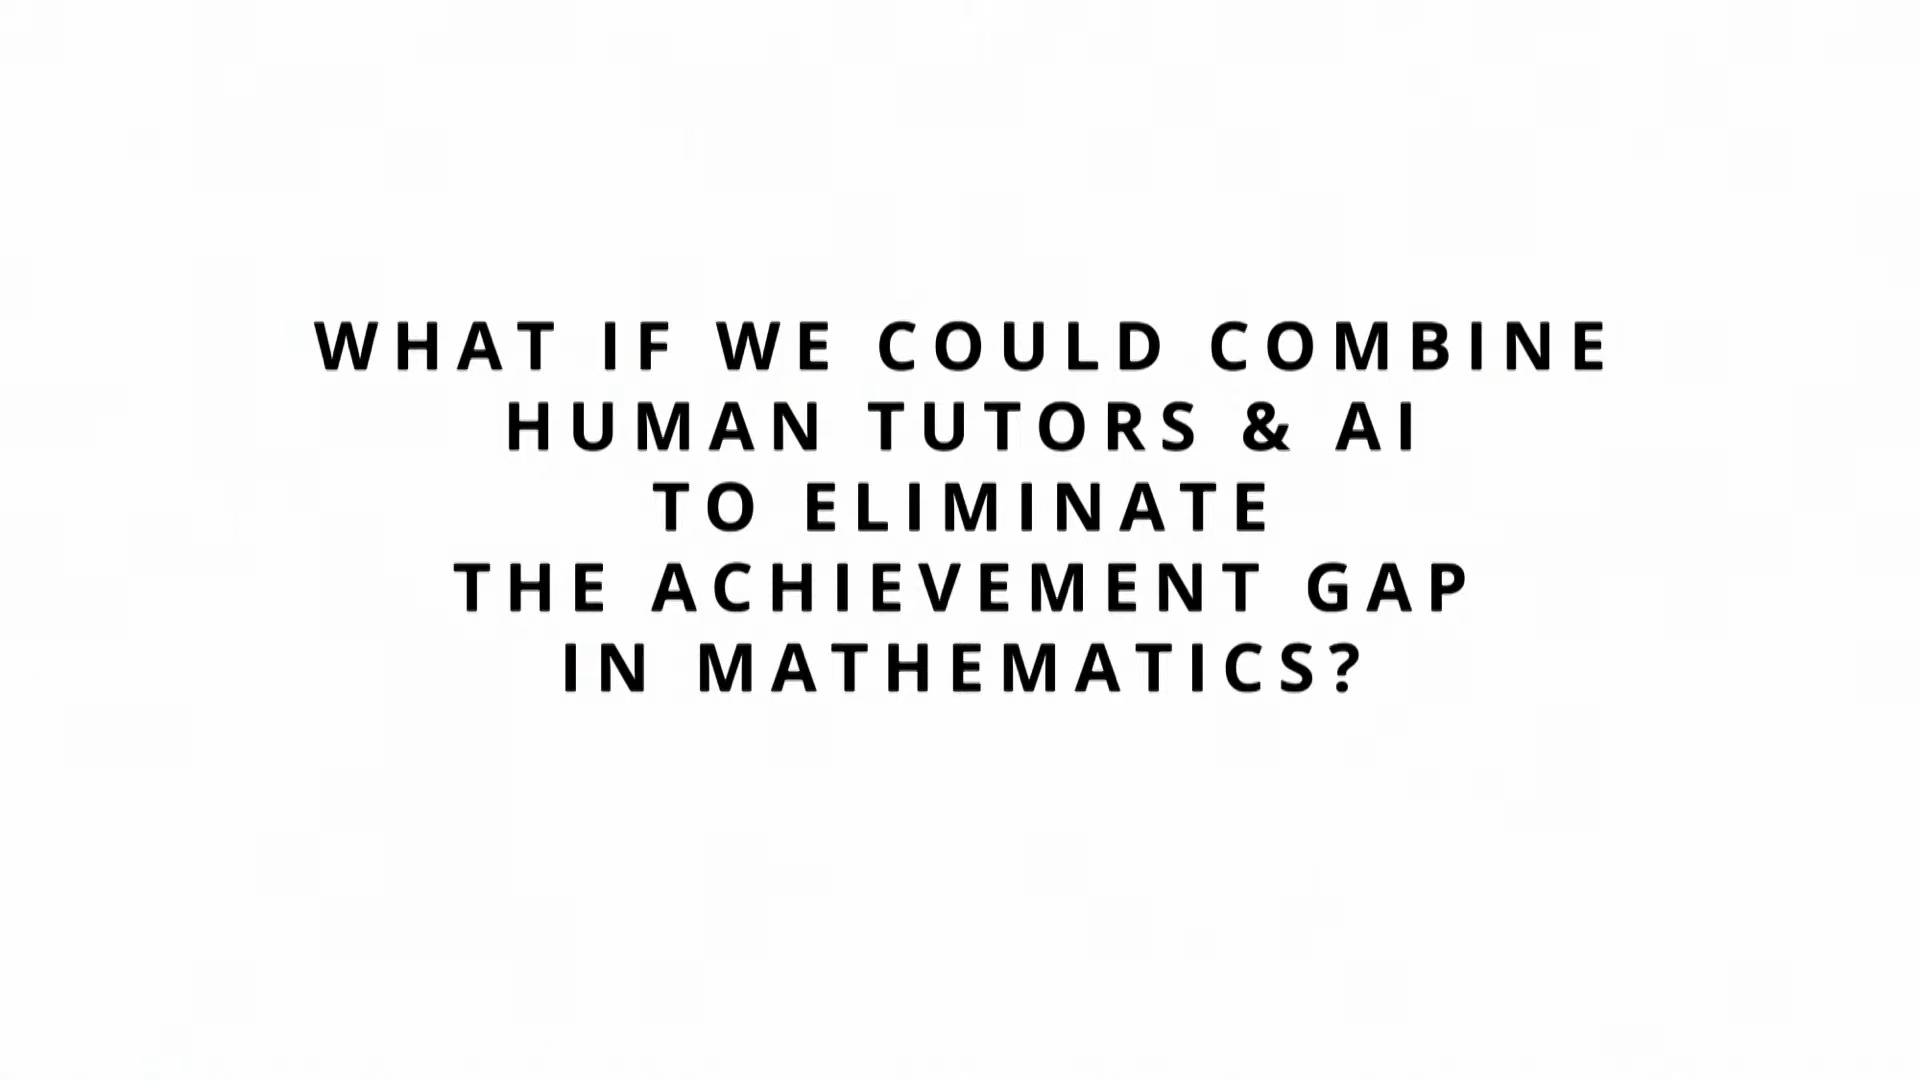 WHAT IF WE COULD COMBINE
HUMAN TUTORS & AI
TO ELIMINATE
THE ACHIEVEMENT GAP
IN MATHEMATICS?